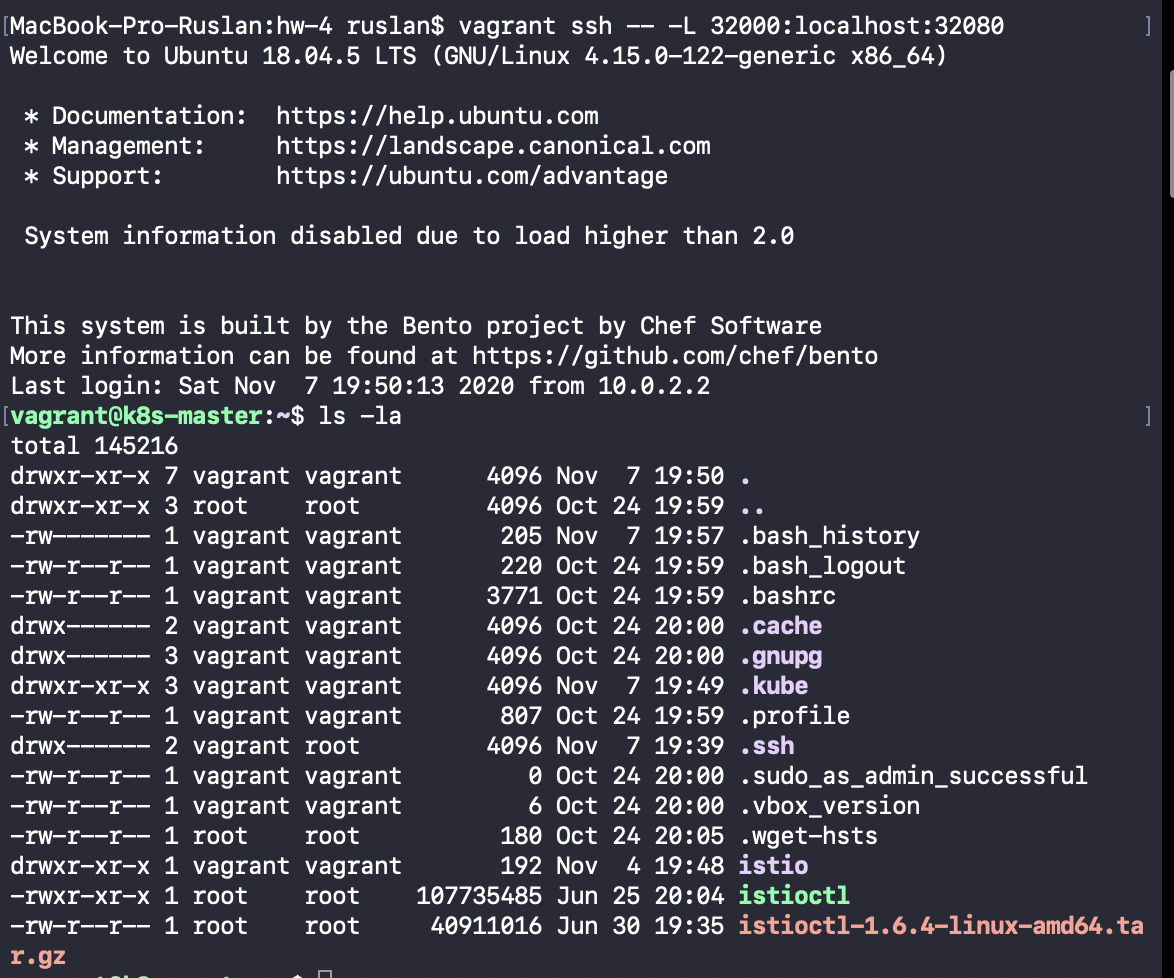 [MacBook-Pro-Ruslan:hw-4 ruslan$ vagrant ssh -- -L 32000:localhost:32080 ]
Welcome to Ubuntu 18.04.5 LTS (GNU/Linux 4.15.0-122-generic x86_64)
* Documentation:  https://help.ubuntu.com
* Management:     https://landscape.canonical.com
* Support:        https://ubuntu.com/advantage
System information disabled due to load higher than 2.0
This system is built by the Bento project by Chef Software
More information can be found at https://github.com/chef/bento
Last login: Sat Nov  7 19:50:13 2020 from 10.0.2.2
[vagrant@k8s-master:~$ ls -la ]
total 145216
drwxr-xr-x 7 vagrant vagrant      4096 Nov  7 19:50 .
drwxr-xr-x 3 root    root         4096 Oct 24 19:59 ..
-rw------- 1 vagrant vagrant       205 Nov  7 19:57 .bash_history
-rw-r--r-- 1 vagrant vagrant       220 Oct 24 19:59 .bash_logout
-rw-r--r-- 1 vagrant vagrant      3771 Oct 24 19:59 .bashrc
drwx------ 2 vagrant vagrant      4096 Oct 24 20:00 .cache
drwx------ 3 vagrant vagrant      4096 Oct 24 20:00 .gnupg
drwxr-xr-x 3 vagrant vagrant      4096 Nov  7 19:49 .kube
-rw-r--r-- 1 vagrant vagrant       807 Oct 24 19:59 .profile
drwx------ 2 vagrant root         4096 Nov  7 19:39 .ssh
-rw-r--r-- 1 vagrant vagrant         0 Oct 24 20:00 .sudo_as_admin_successful
-rw-r--r-- 1 vagrant vagrant         6 Oct 24 20:00 .vbox_version
-rw-r--r-- 1 root    root          180 Oct 24 20:05 .wget-hsts
drwxr-xr-x 1 vagrant vagrant       192 Nov  4 19:48 istio
-rwxr-xr-x 1 root    root    107735485 Jun 25 20:04 istioctl
-rw-r--r-- 1 root    root     40911016 Jun 30 19:35 istioctl-1.6.4-linux-amd64.ta
r.gz